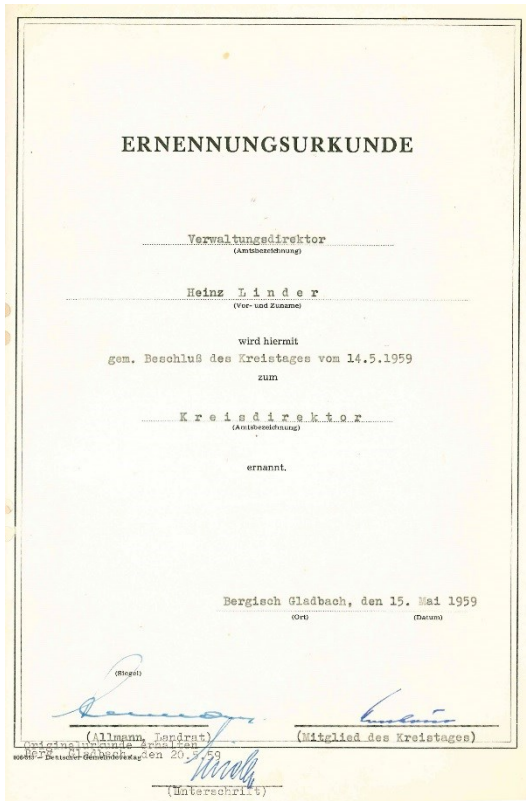 ERNENNUNGSURKUNDE
Verwaltungsdirektor
(Amtsbezeichnung)
Heinz L i n d e r
(Vor- und Zuname)
wird hiermit
gem. Beschluß des Kreistages vom 14.5.1959
zum
K r e i s d i r e k t o r
(Amtsbezeichnung)
ernannt.
Bergisch Gladbach, den 15. Mai 1959
(Ort) (Datum)
(Siegel)
(Allmann, Landrat) (Mitglied des Kreistages)
Originalurkunde erhalten
Berg. Gladbach, den 20.5.59
Deutscher Gemeindeverlag
(Unterschrift)